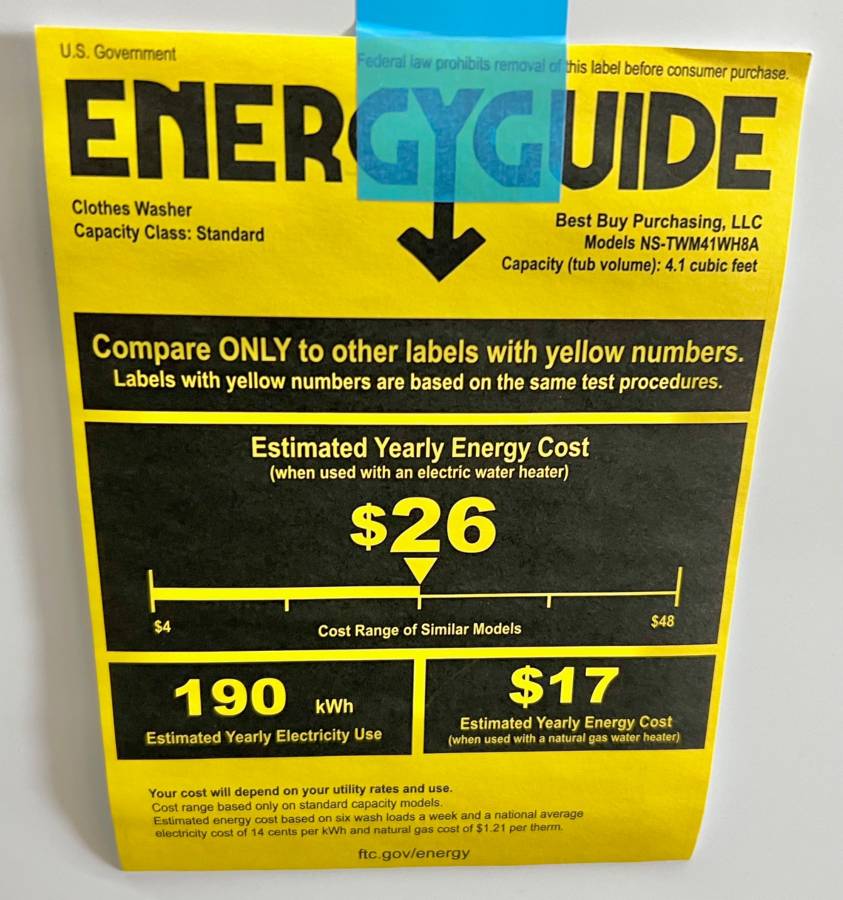 U.S. Government
Federal law prohibits removal of this label before consumer purchase.
ENERGYGUIDE
Clothes Washer
Capacity Class: Standard
Best Buy Purchasing, LLC
Models NS-TWM41WH8A
Capacity (tub volume): 4.1 cubic feet
Compare ONLY to other labels with yellow numbers.
Labels with yellow numbers are based on the same test procedures.
Estimated Yearly Energy Cost
(when used with an electric water heater)
$26
$4
$48
Cost Range of Similar Models
190 kWh
Estimated Yearly Electricity Use
$17
Estimated Yearly Energy Cost
(when used with a natural gas water heater)
Your cost will depend on your utility rates and use.
Cost range based only on standard capacity models.
Estimated energy cost based on six wash loads a week and a national average
electricity cost of 14 cents per kWh and natural gas cost of $1.21 per therm.
ftc.gov/energy